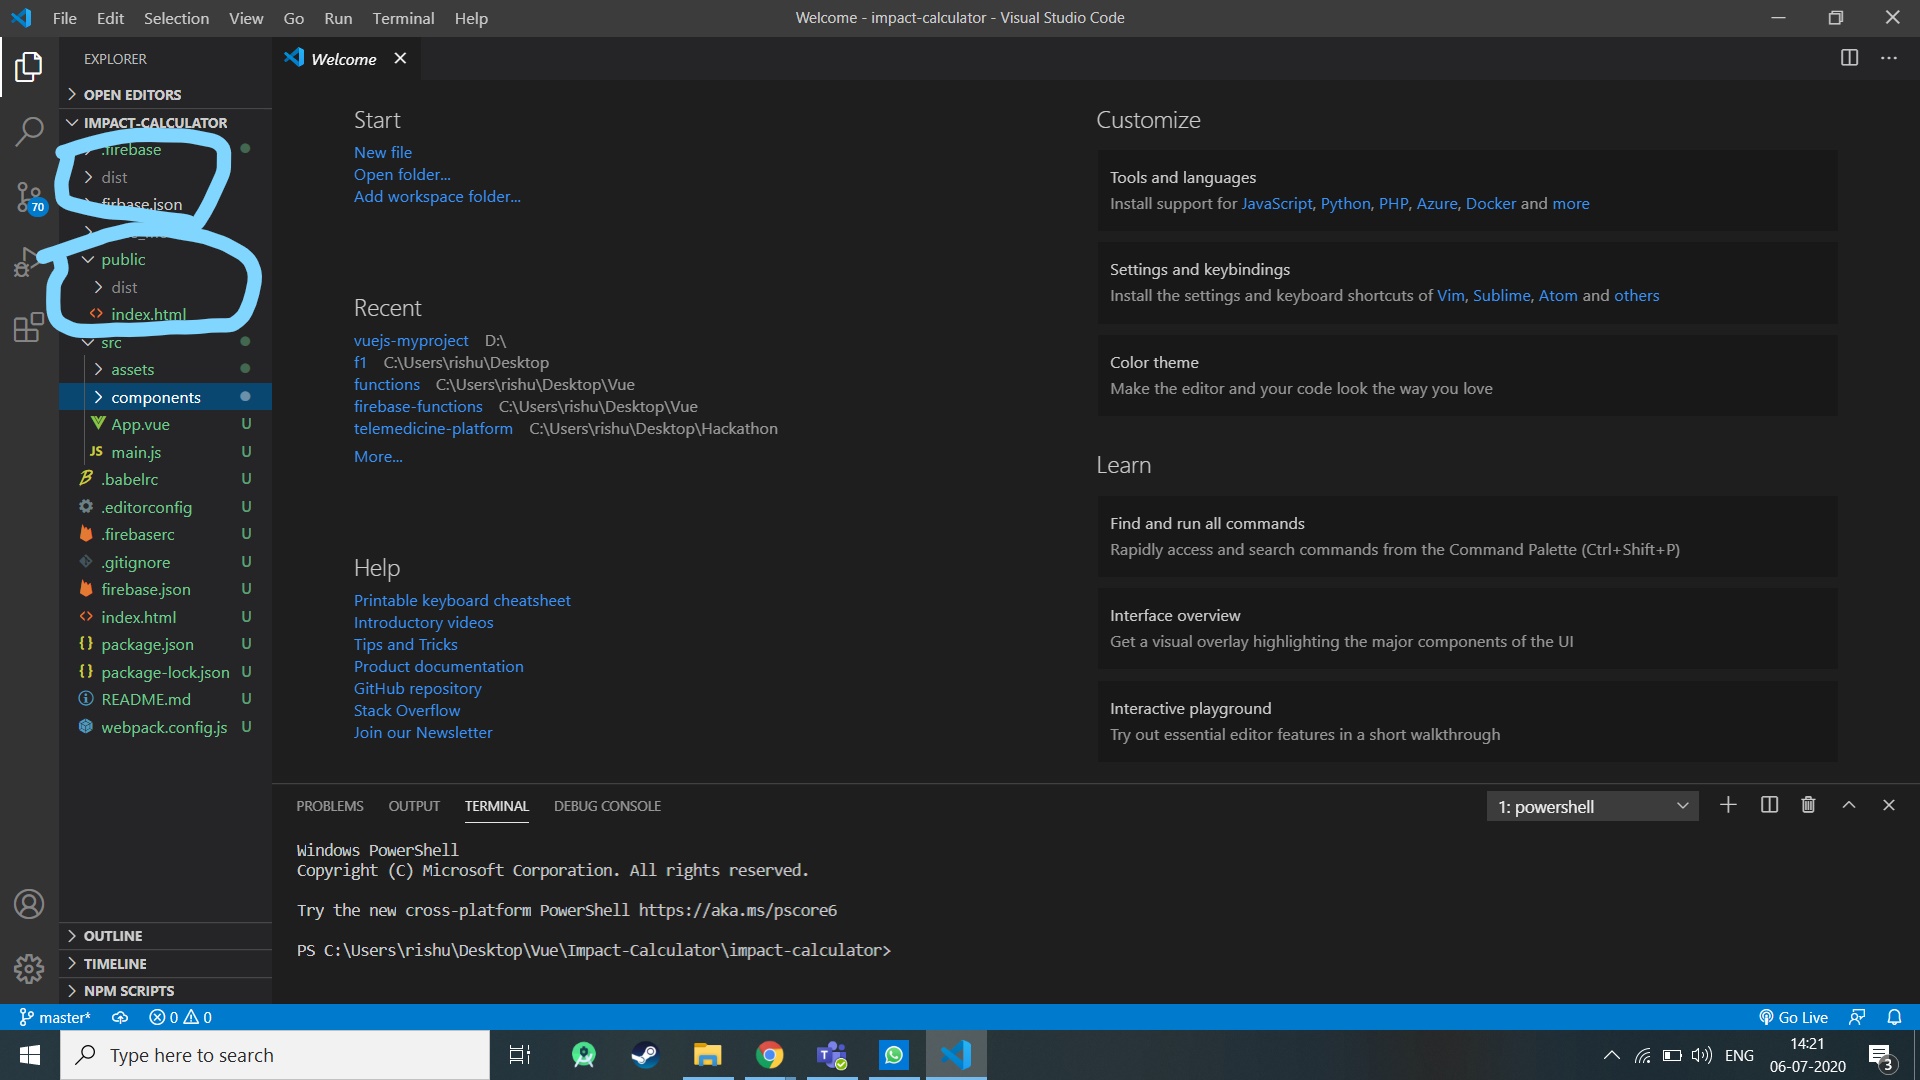 File Edit Selection View Go Run Terminal Help
Welcome - impact-calculator - Visual Studio Code
EXPLORER
OPEN EDITORS
IMPACT-CALCULATOR
.firebase
dist
firbase.json
public
dist
index.html
src
assets
components
App.vue U
JS main.js U
.babelrc U
.editorconfig U
.firebaserc U
.gitignore U
firebase.json U
index.html U
{} package.json U
{} package-lock.json U
README.md U
webpack.config.js U
OUTLINE
TIMELINE
NPM SCRIPTS
70
Welcome
Start
New file
Open folder...
Add workspace folder...
Recent
vuejs-myproject D:\
f1 C:\Users\rishu\Desktop
functions C:\Users\rishu\Desktop\Vue
firebase-functions C:\Users\rishu\Desktop\Vue
telemedicine-platform C:\Users\rishu\Desktop\Hackathon
More...
Help
Printable keyboard cheatsheet
Introductory videos
Tips and Tricks
Product documentation
GitHub repository
Stack Overflow
Join our Newsletter
Customize
Tools and languages
Install support for JavaScript, Python, PHP, Azure, Docker and more
Settings and keybindings
Install the settings and keyboard shortcuts of Vim, Sublime, Atom and others
Color theme
Make the editor and your code look the way you love
Learn
Find and run all commands
Rapidly access and search commands from the Command Palette (Ctrl+Shift+P)
Interface overview
Get a visual overlay highlighting the major components of the UI
Interactive playground
Try out essential editor features in a short walkthrough
PROBLEMS OUTPUT TERMINAL DEBUG CONSOLE
1: powershell
Windows PowerShell
Copyright (C) Microsoft Corporation. All rights reserved.
Try the new cross-platform PowerShell https://aka.ms/pscore6
PS C:\Users\rishu\Desktop\Vue\Impact-Calculator\impact-calculator>
master* 0 0
Go Live
Type here to search
ENG
14:21
06-07-2020
3